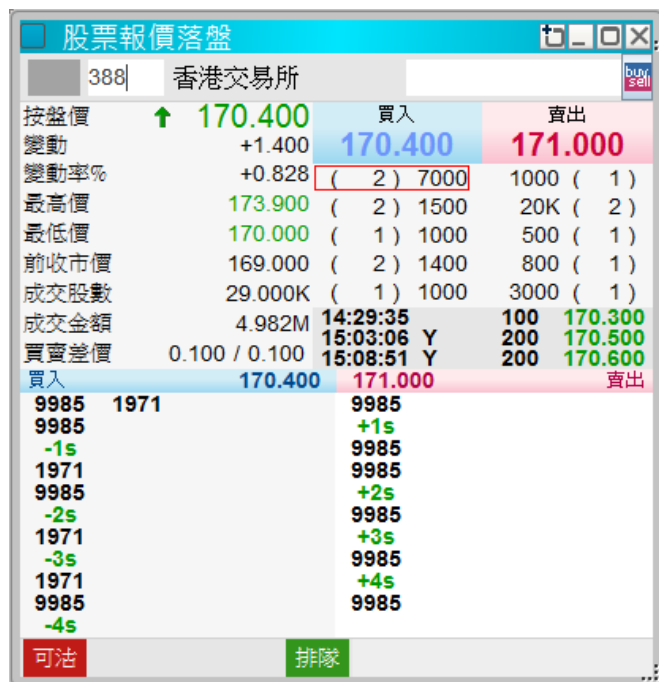 股票報價落盤
388 香港交易所 buy sell
按盤價 170.400 買入 賣出
變動 +1.400 170.400 171.000
變動率% +0.828 ( 2 ) 7000 1000 ( 1 )
最高價 173.900 ( 2 ) 1500 20K ( 2 )
最低價 170.000 ( 1 ) 1000 500 ( 1 )
前收市價 169.000 ( 2 ) 1400 800 ( 1 )
成交股數 29.000K ( 1 ) 1000 3000 ( 1 )
成交金額 4.982M 14:29:35 100 170.300
15:03:06 Y 200 170.500
買賣差價 0.100 / 0.100 15:08:51 Y 200 170.600
買入 170.400 171.000 賣出
9985 1971 9985
9985 +1s
-1s 9985
1971 9985
9985 +2s
-2s 9985
1971 +3s
-3s 9985
1971 +4s
9985 9985
-4s
可沽 排隊